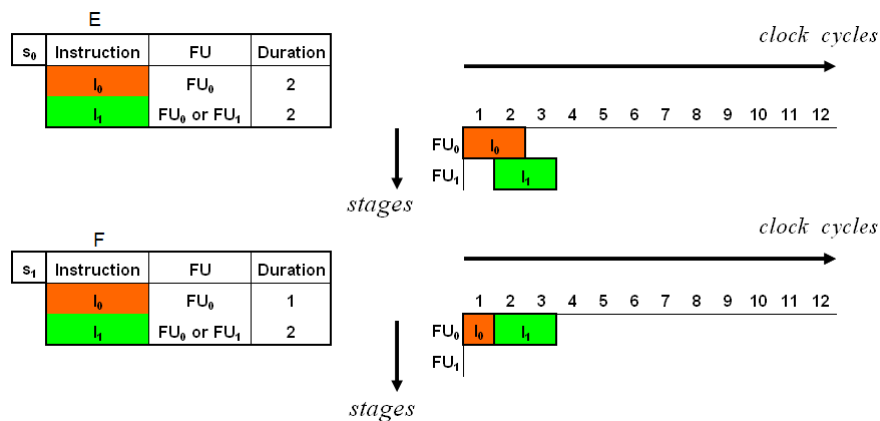 E
s₀ Instruction FU Duration
I₀ FU₀ 2
I₁ FU₀ or FU₁ 2
clock cycles
1 2 3 4 5 6 7 8 9 10 11 12
FU₀ I₀
FU₁ I₁
stages
F
s₁ Instruction FU Duration
I₀ FU₀ 1
I₁ FU₀ or FU₁ 2
clock cycles
1 2 3 4 5 6 7 8 9 10 11 12
FU₀ I₀ I₁
FU₁
stages